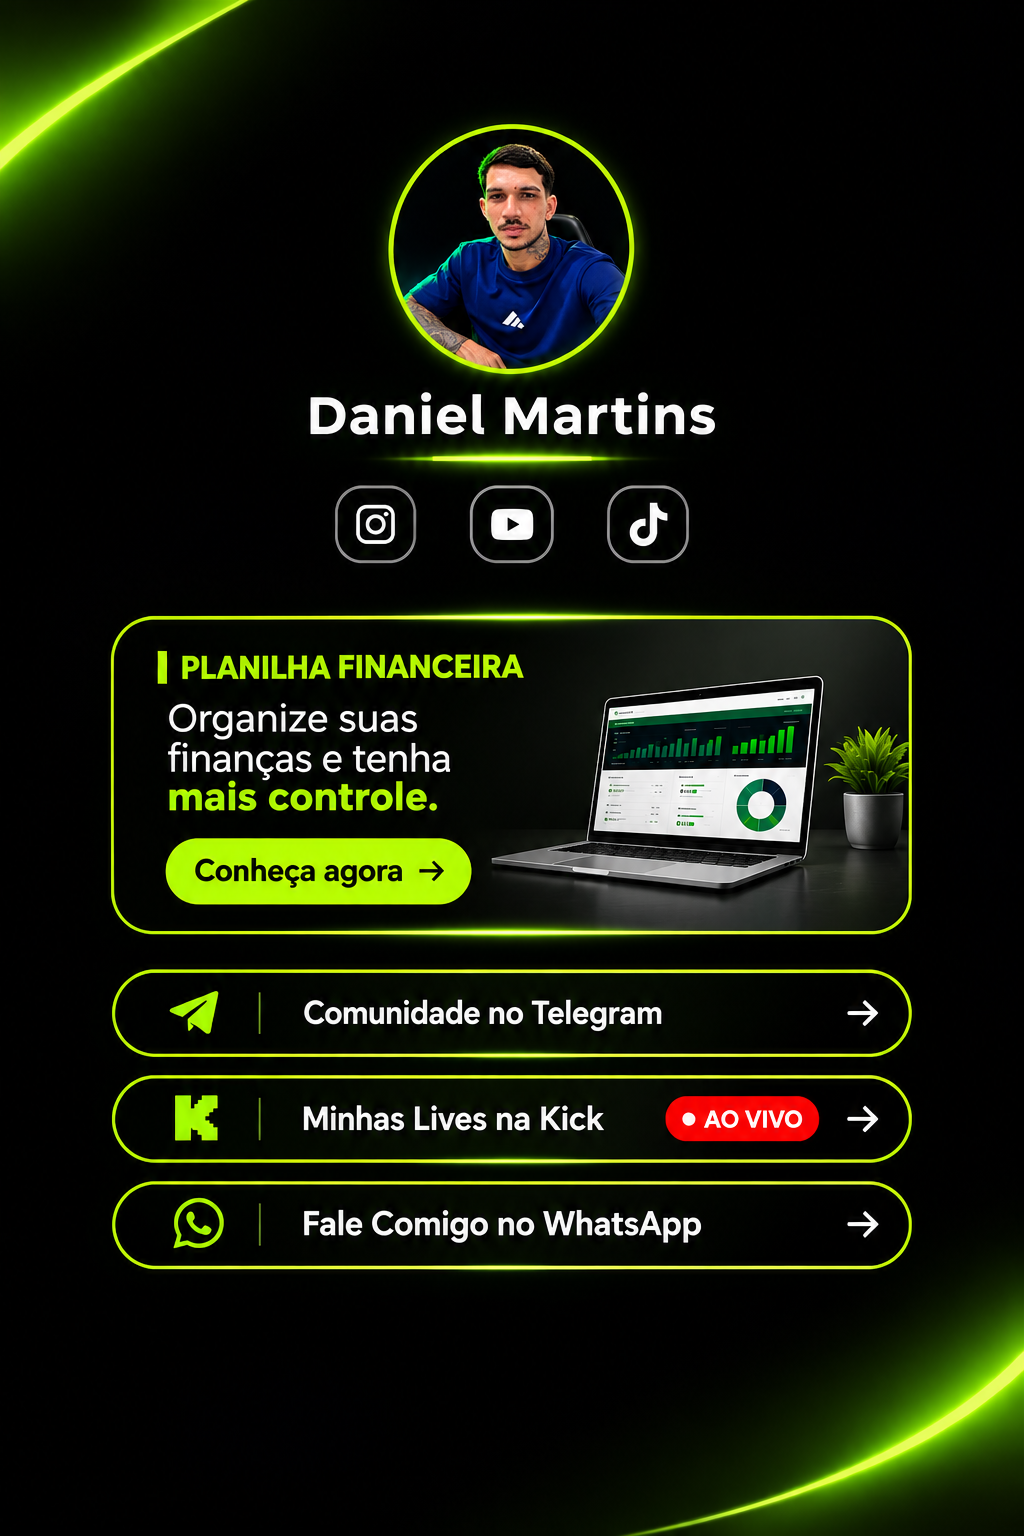 Daniel Martins
PLANILHA FINANCEIRA
Organize suas
finanças e tenha
mais controle.
Conheça agora →
Comunidade no Telegram →
Minhas Lives na Kick AO VIVO →
Fale Comigo no WhatsApp →